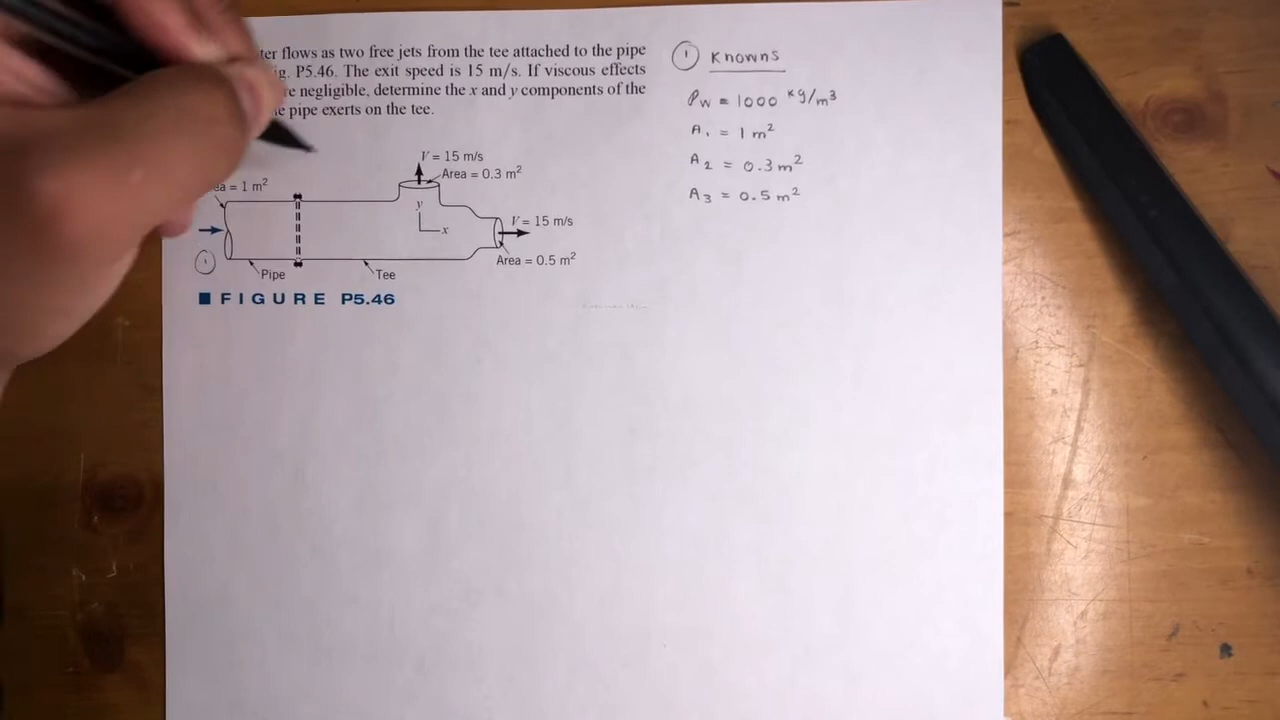 ter flows as two free jets from the tee attached to the pipe
ig. P5.46. The exit speed is 15 m/s. If viscous effects
re negligible, determine the x and y components of the
e pipe exerts on the tee.
V = 15 m/s
Area = 0.3 m²
ea = 1 m²
y
x
V = 15 m/s
Area = 0.5 m²
1
Pipe
Tee
FIGURE P5.46
1 Knowns
ρw = 1000 kg/m³
A1 = 1 m²
A2 = 0.3 m²
A3 = 0.5 m²